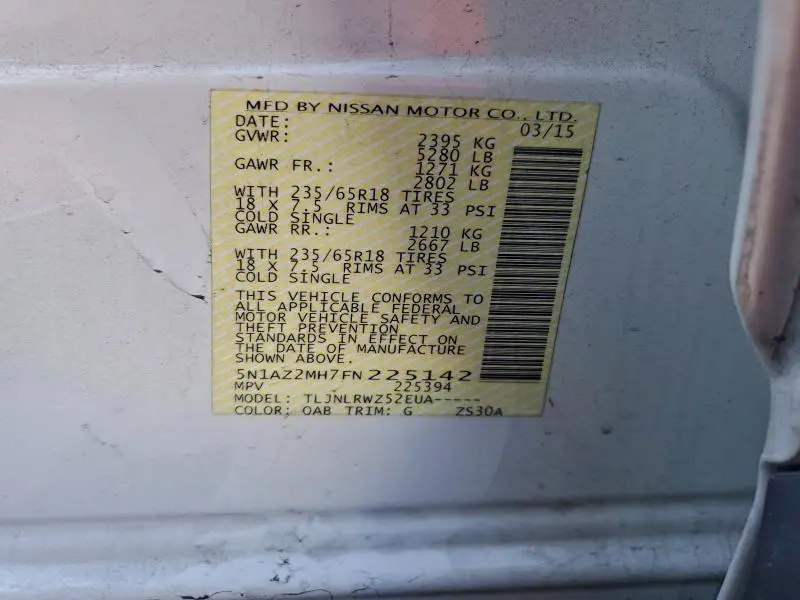 MFD BY NISSAN MOTOR CO., LTD.
DATE: 03/15
GVWR: 2395 KG
5280 LB
GAWR FR.: 1271 KG
2802 LB
WITH 235/65R18 TIRES
18 X 7.5 RIMS AT 33 PSI
COLD SINGLE
GAWR RR.: 1210 KG
2667 LB
WITH 235/65R18 TIRES
18 X 7.5 RIMS AT 33 PSI
COLD SINGLE
THIS VEHICLE CONFORMS TO
ALL APPLICABLE FEDERAL
MOTOR VEHICLE SAFETY AND
THEFT PREVENTION
STANDARDS IN EFFECT ON
THE DATE OF MANUFACTURE
SHOWN ABOVE.
5N1AZ2MH7FN225142
MPV 225394
MODEL: TLJNLRWZ52EUA-----
COLOR: QAB TRIM: G ZS30A